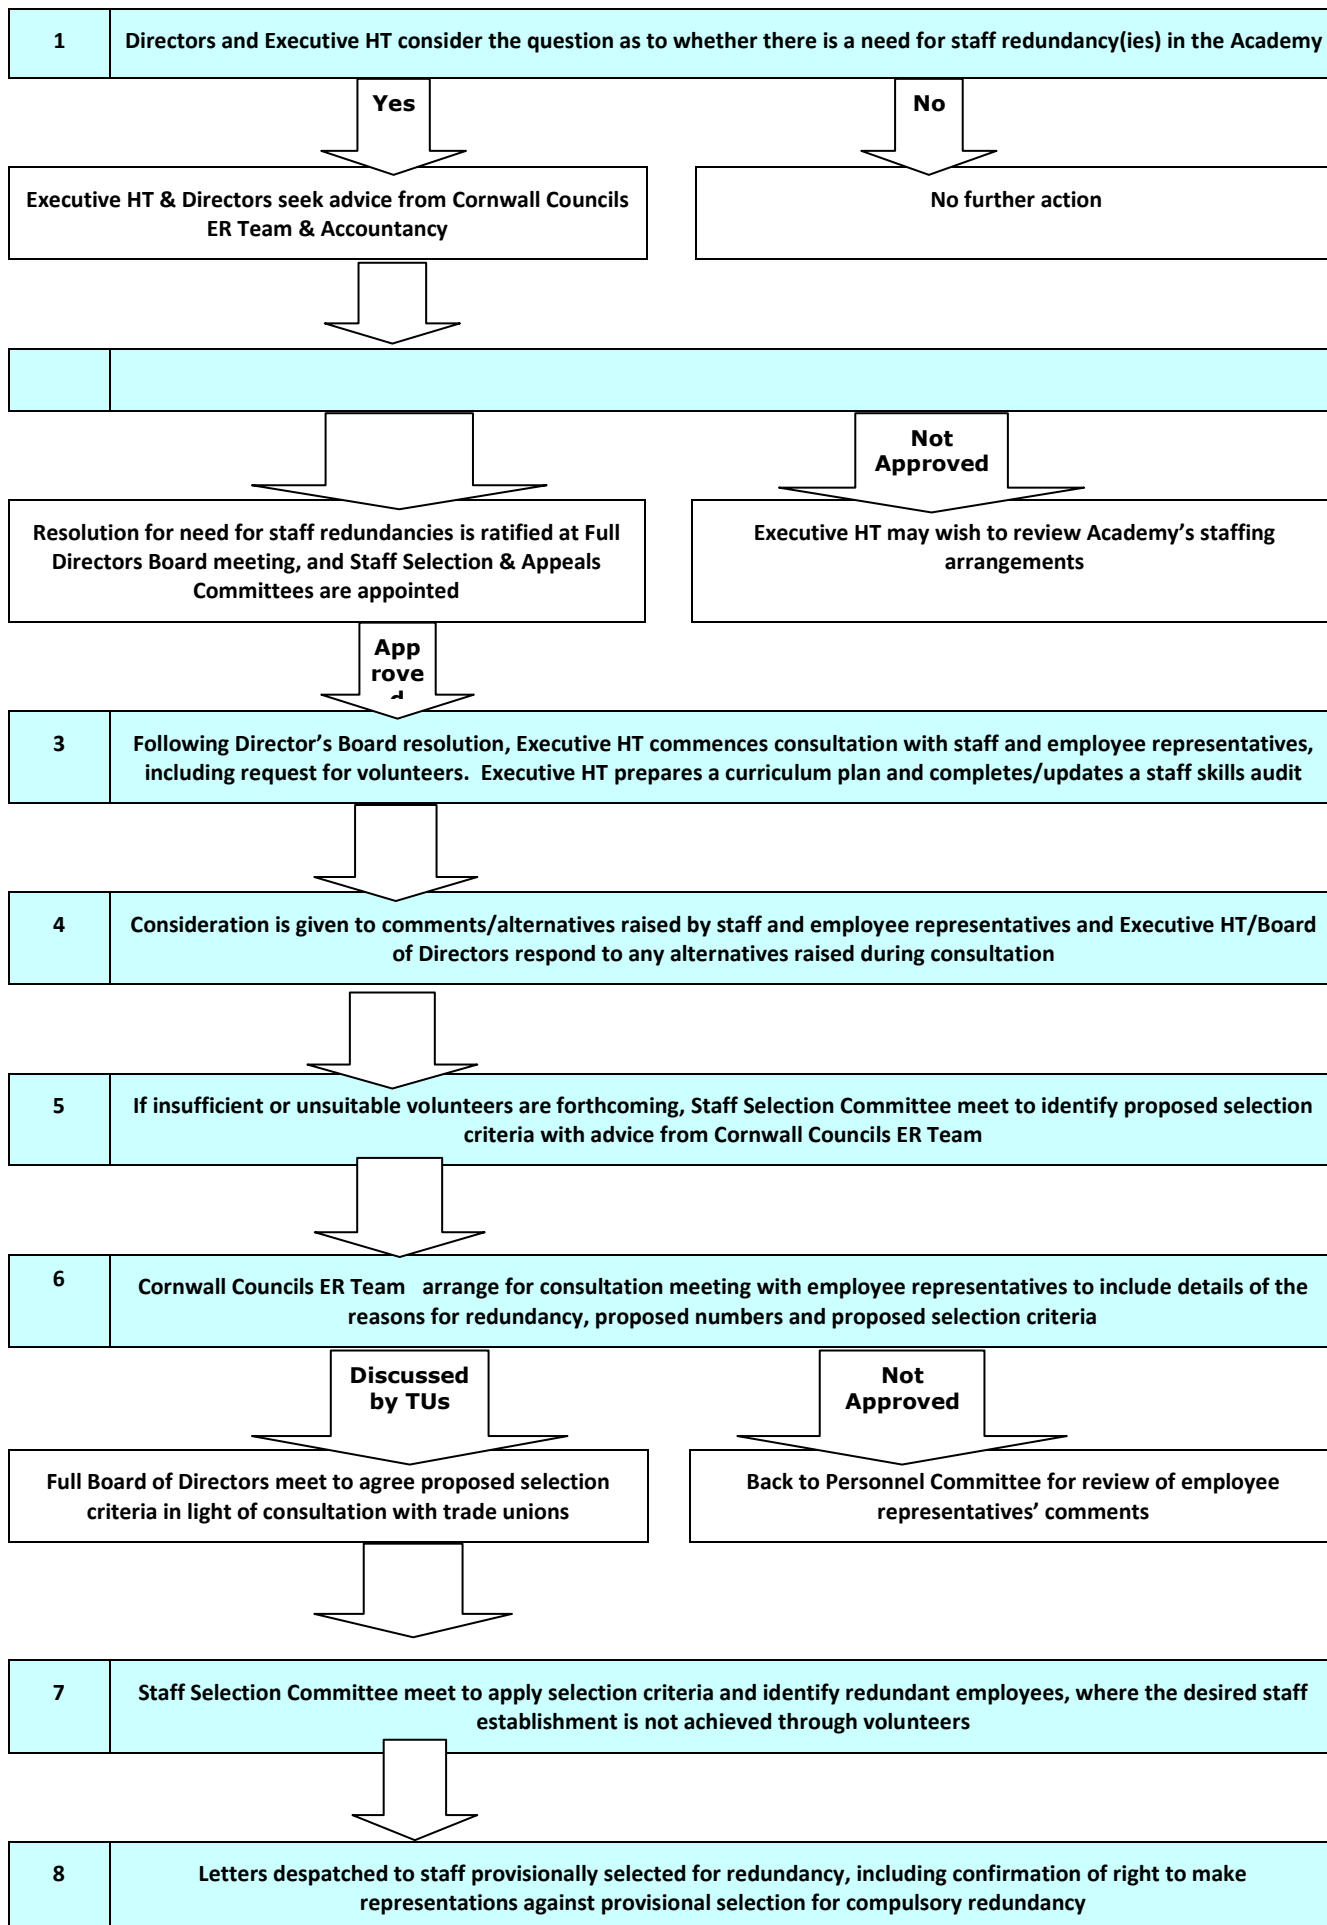 1
Directors and Executive HT consider the question as to whether there is a need for staff redundancy(ies) in the Academy
Yes
No
Executive HT & Directors seek advice from Cornwall Councils
ER Team & Accountancy
No further action
Not
Approved
Resolution for need for staff redundancies is ratified at Full
Directors Board meeting, and Staff Selection & Appeals
Committees are appointed
Executive HT may wish to review Academy’s staffing
arrangements
App
rove
d
3
Following Director’s Board resolution, Executive HT commences consultation with staff and employee representatives,
including request for volunteers.  Executive HT prepares a curriculum plan and completes/updates a staff skills audit
4
Consideration is given to comments/alternatives raised by staff and employee representatives and Executive HT/Board
of Directors respond to any alternatives raised during consultation
5
If insufficient or unsuitable volunteers are forthcoming, Staff Selection Committee meet to identify proposed selection
criteria with advice from Cornwall Councils ER Team
6
Cornwall Councils ER Team   arrange for consultation meeting with employee representatives to include details of the
reasons for redundancy, proposed numbers and proposed selection criteria
Discussed
by TUs
Not
Approved
Full Board of Directors meet to agree proposed selection
criteria in light of consultation with trade unions
Back to Personnel Committee for review of employee
representatives’ comments
7
Staff Selection Committee meet to apply selection criteria and identify redundant employees, where the desired staff
establishment is not achieved through volunteers
8
Letters despatched to staff provisionally selected for redundancy, including confirmation of right to make
representations against provisional selection for compulsory redundancy